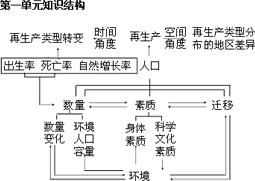 第一单元知识结构
再生产类型转变 时间角度 再生产 空间角度 再生产类型分布的地区差异
出生率 死亡率 自然增长率 人口
数量 素质 迁移
数量变化 环境人口容量 身体素质 科学文化素质
环境